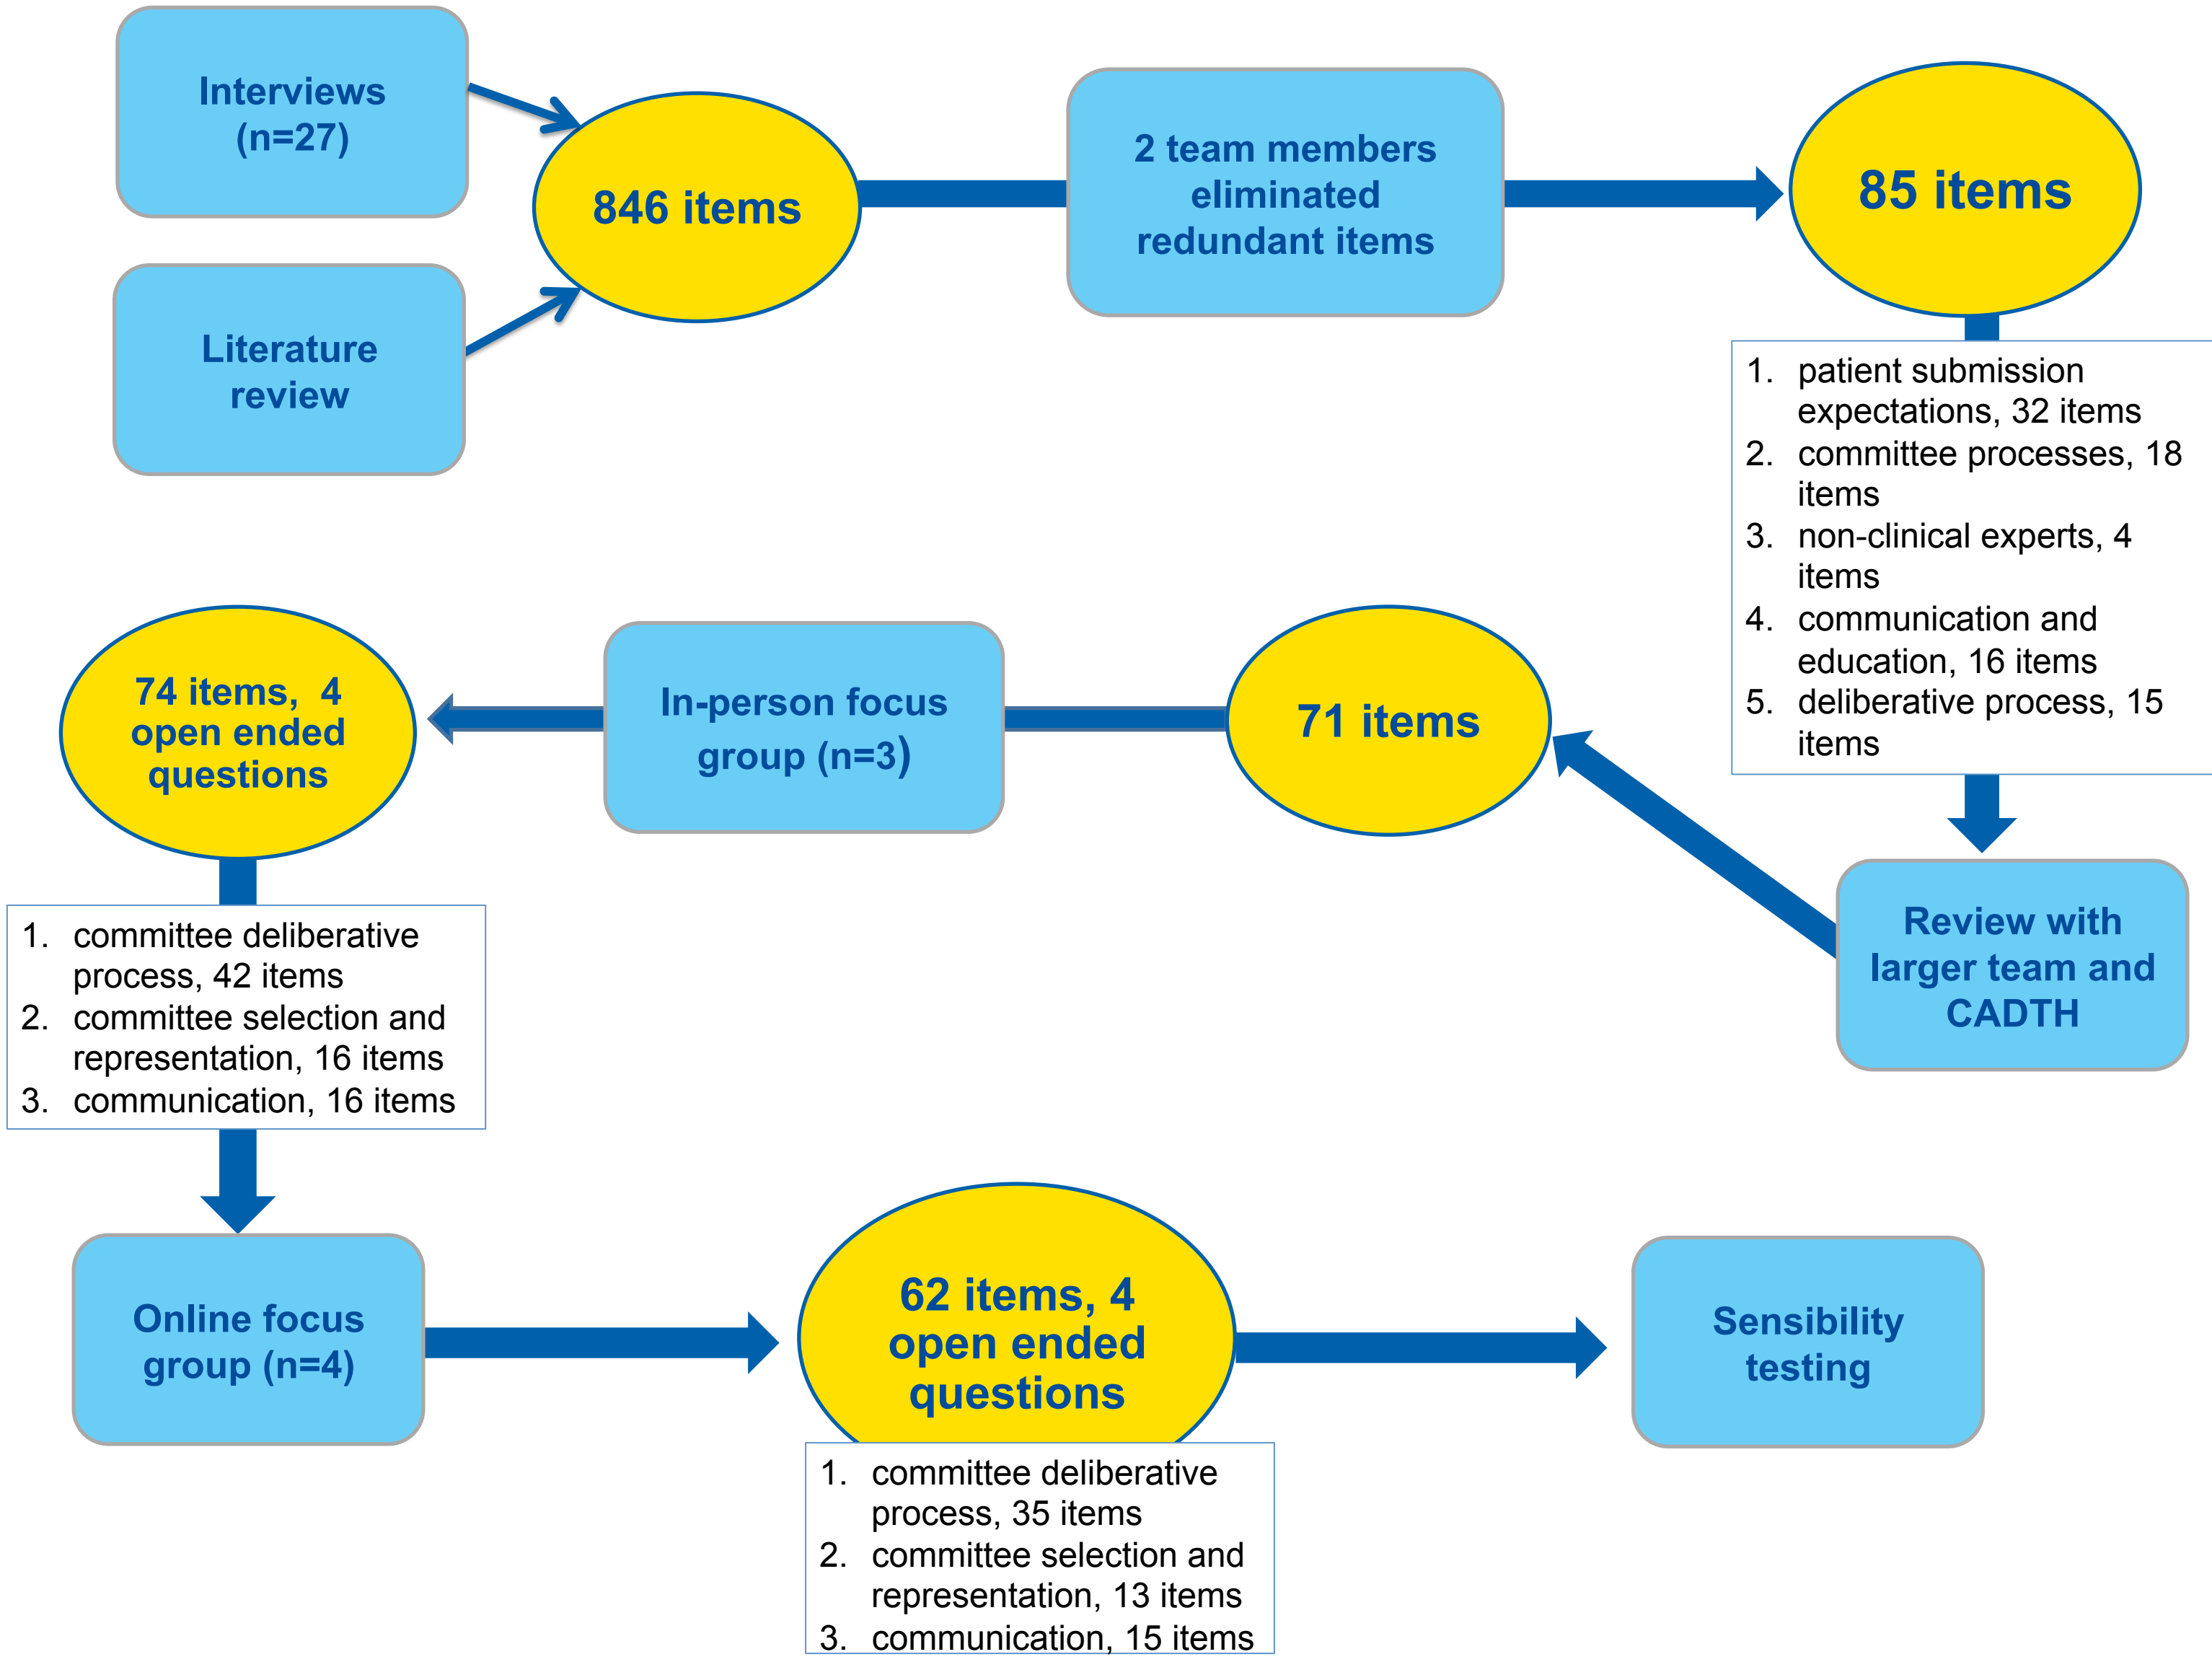 Interviews
(n=27)
Literature
review
846 items
2 team members
eliminated
redundant items
85 items
1. patient submission
expectations, 32 items
2. committee processes, 18
items
3. non-clinical experts, 4
items
4. communication and
education, 16 items
5. deliberative process, 15
items
Review with
larger team and
CADTH
71 items
In-person focus
group (n=3)
74 items, 4
open ended
questions
1. committee deliberative
process, 42 items
2. committee selection and
representation, 16 items
3. communication, 16 items
Online focus
group (n=4)
62 items, 4
open ended
questions
1. committee deliberative
process, 35 items
2. committee selection and
representation, 13 items
3. communication, 15 items
Sensibility
testing